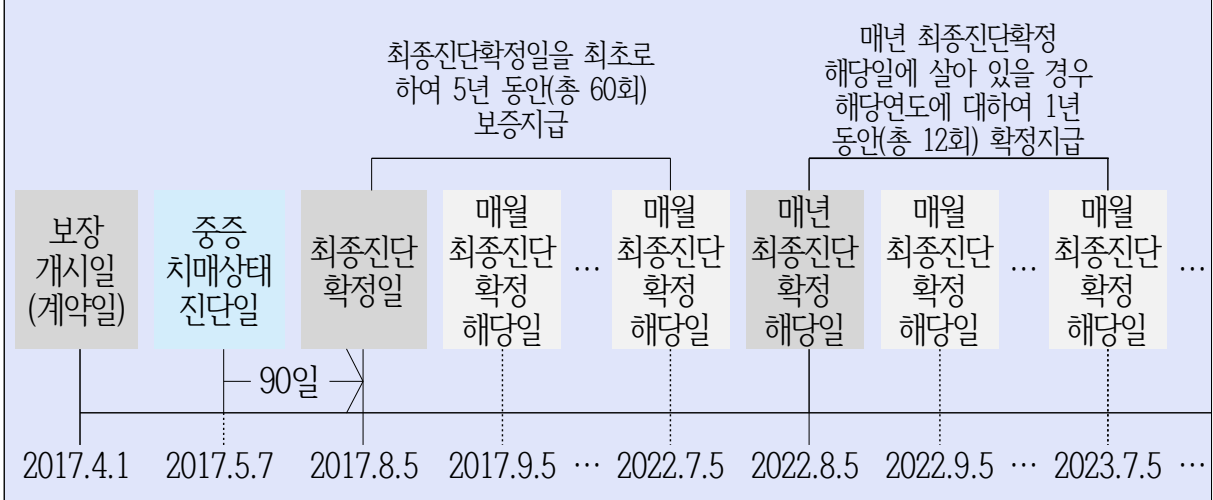 최종진단확정일을 최초로
하여 5년 동안(총 60회)
보증지급
매년 최종진단확정
해당일에 살아 있을 경우
해당연도에 대하여 1년
동안(총 12회) 확정지급
보장
개시일
(계약일)
중증
치매상태
진단일
최종진단
확정일
매월
최종진단
확정
해당일
…
매월
최종진단
확정
해당일
매년
최종진단
확정
해당일
매월
최종진단
확정
해당일
…
매월
최종진단
확정
해당일
…
90일
2017.4.1 2017.5.7 2017.8.5 2017.9.5 … 2022.7.5 2022.8.5 2022.9.5 … 2023.7.5 …